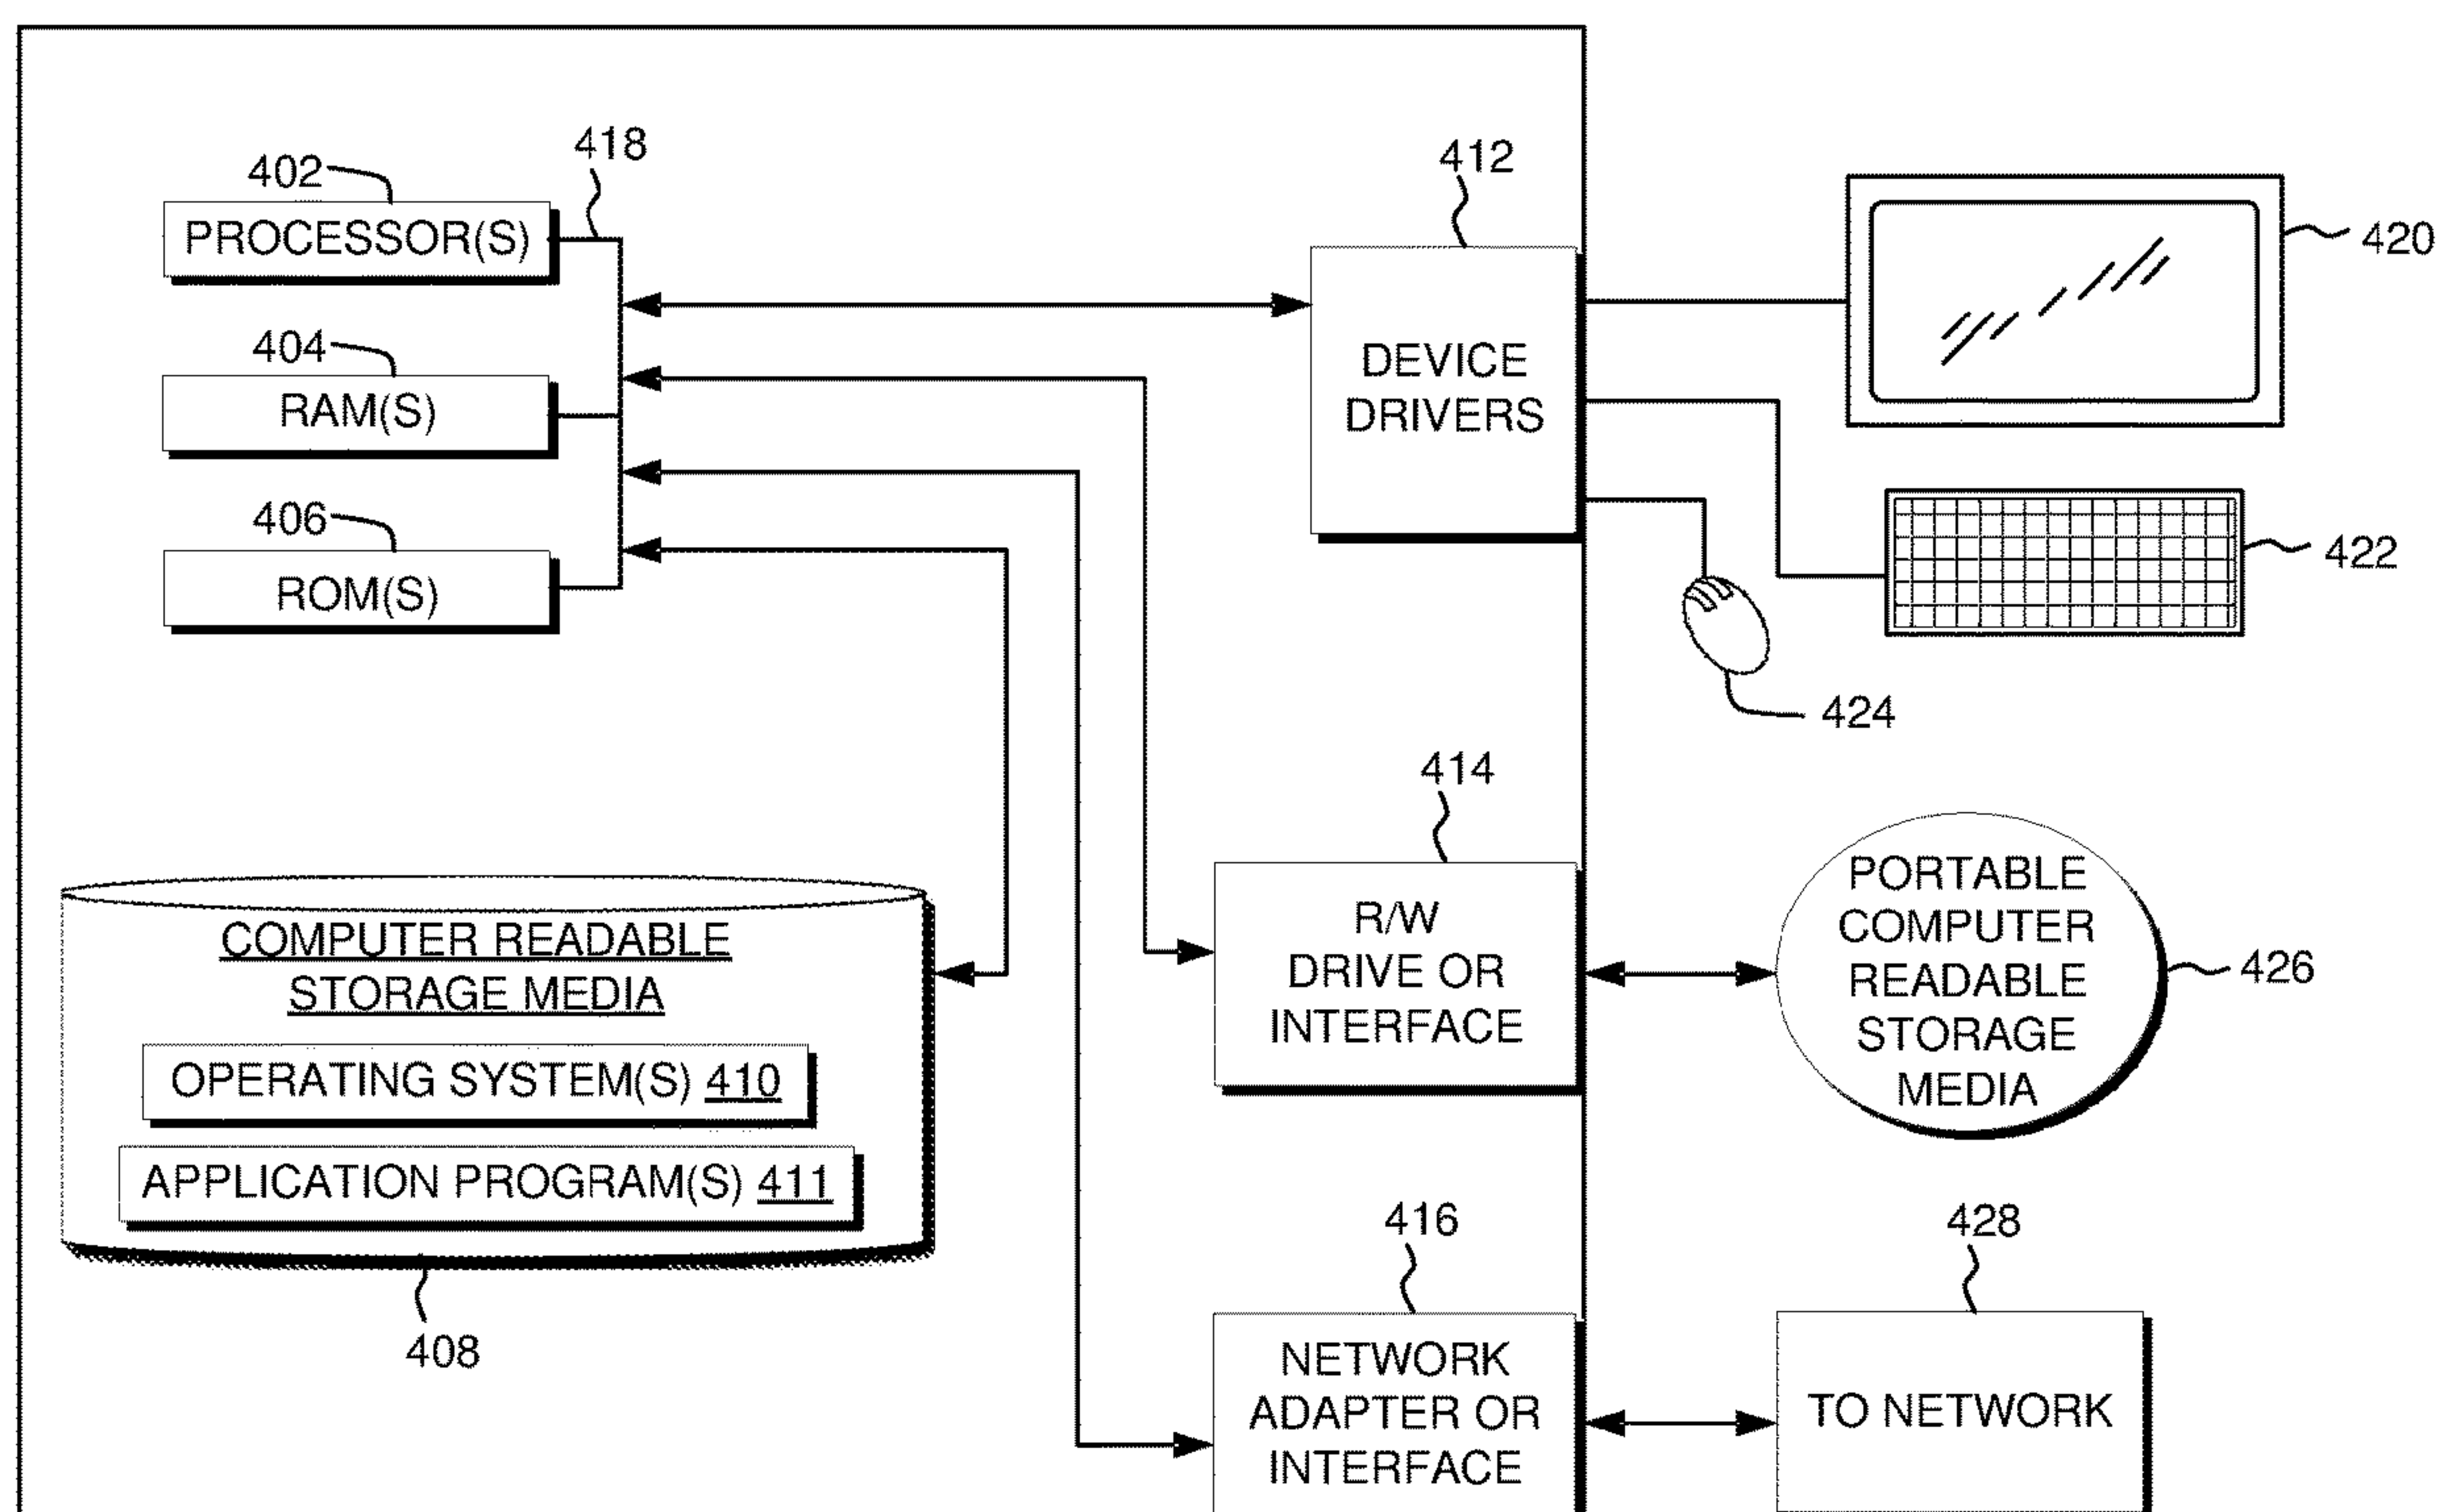 418
402
PROCESSOR(S)
404
RAM(S)
406
ROM(S)
412
DEVICE
DRIVERS
420
422
424
414
R/W
DRIVE OR
INTERFACE
PORTABLE
COMPUTER
READABLE
STORAGE
MEDIA
426
COMPUTER READABLE
STORAGE MEDIA
OPERATING SYSTEM(S) 410
APPLICATION PROGRAM(S) 411
408
416
NETWORK
ADAPTER OR
INTERFACE
428
TO NETWORK